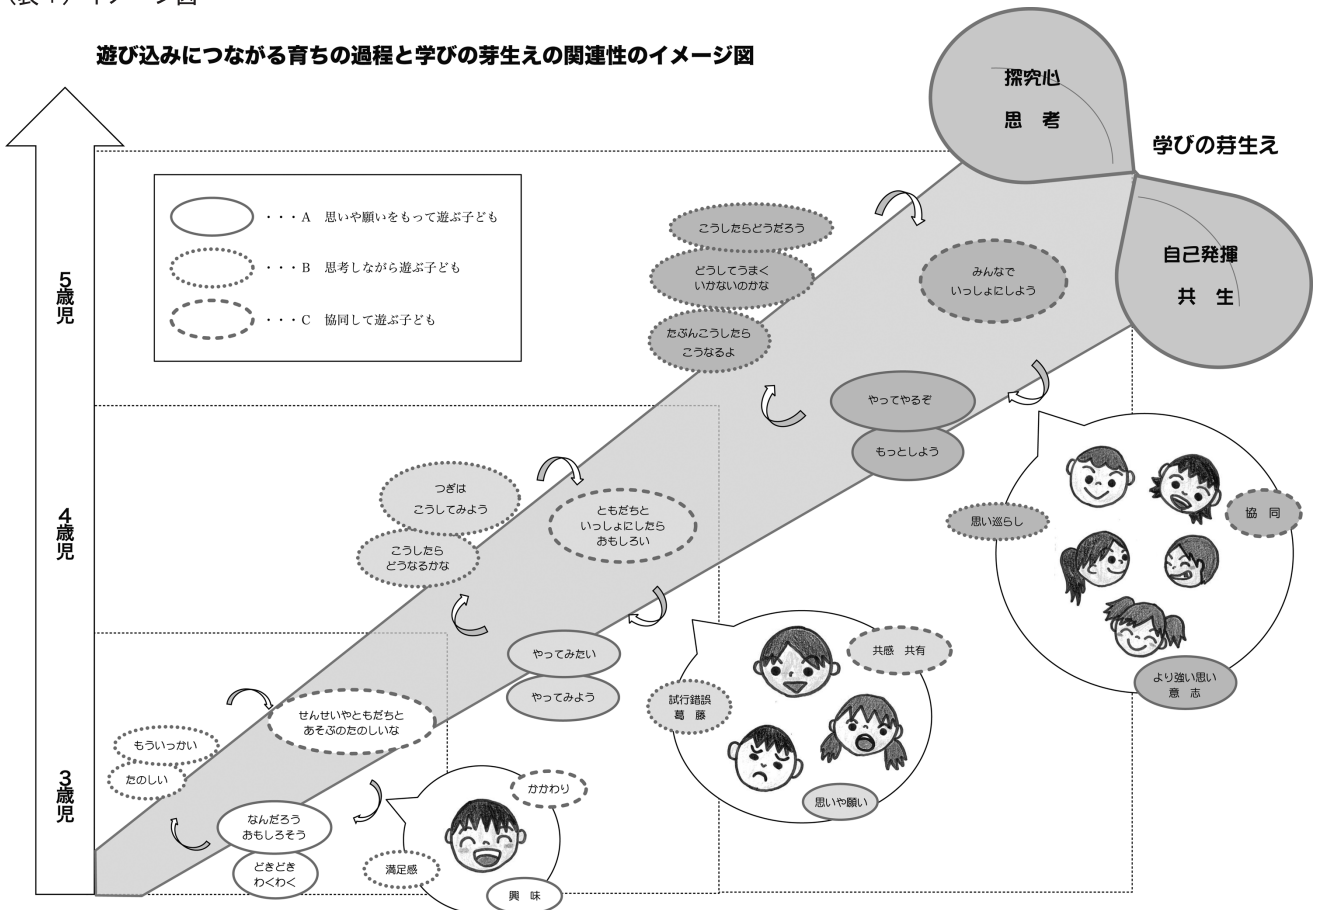 遊び込みにつながる育ちの過程と学びの芽生えの関連性のイメージ図
探究心
思　考
学びの芽生え
自己発揮
共　生
・・・A　思いや願いをもって遊ぶ子ども
・・・B　思考しながら遊ぶ子ども
・・・C　協同して遊ぶ子ども
5歳児
こうしたらどうだろう
どうしてうまく
いかないのかな
たぶんこうしたら
こうなるよ
みんなで
いっしょにしよう
やってやるぞ
もっとしよう
思い巡らし
協　同
より強い思い
意　志
4歳児
つぎは
こうしてみよう
こうしたら
どうなるかな
ともだちと
いっしょにしたら
おもしろい
やってみたい
やってみよう
共感　共有
試行錯誤
葛　藤
思いや願い
3歳児
せんせいやともだちと
あそぶのたのしいな
もういっかい
たのしい
なんだろう
おもしろそう
どきどき
わくわく
かかわり
満足感
興　味